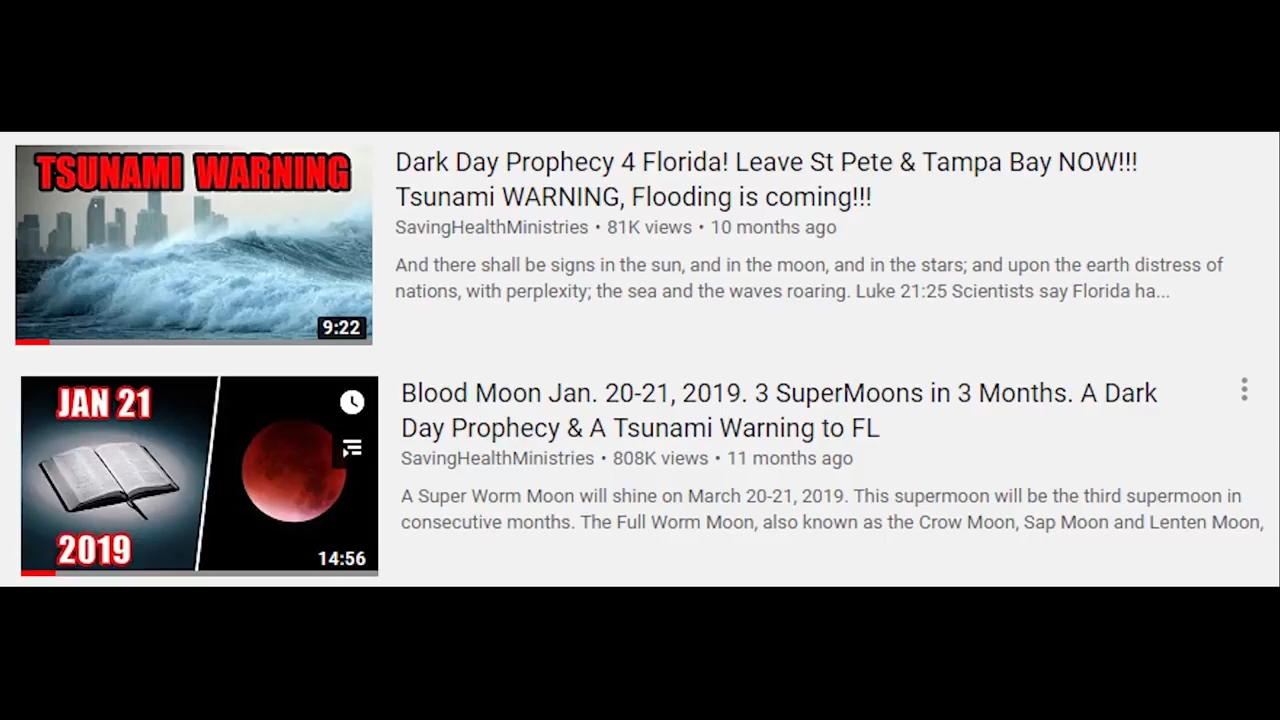 TSUNAMI WARNING
9:22
Dark Day Prophecy 4 Florida! Leave St Pete & Tampa Bay NOW!!!
Tsunami WARNING, Flooding is coming!!!
SavingHealthMinistries • 81K views • 10 months ago
And there shall be signs in the sun, and in the moon, and in the stars; and upon the earth distress of
nations, with perplexity; the sea and the waves roaring. Luke 21:25 Scientists say Florida ha...
JAN 21
2019
14:56
Blood Moon Jan. 20-21, 2019. 3 SuperMoons in 3 Months. A Dark
Day Prophecy & A Tsunami Warning to FL
SavingHealthMinistries • 808K views • 11 months ago
A Super Worm Moon will shine on March 20-21, 2019. This supermoon will be the third supermoon in
consecutive months. The Full Worm Moon, also known as the Crow Moon, Sap Moon and Lenten Moon,